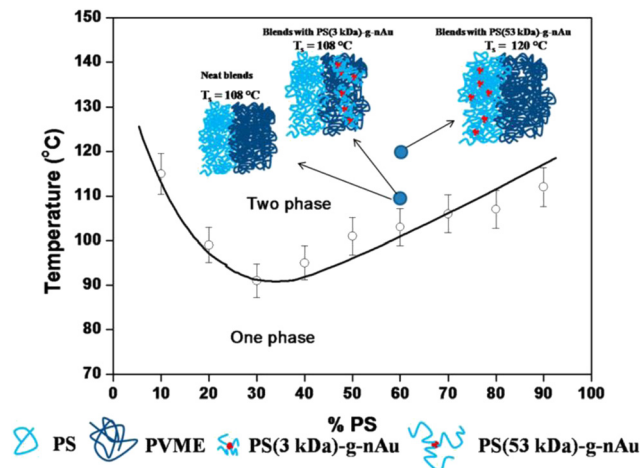 Blends with PS(3 kDa)-g-nAu
Ts = 108 °C
Blends with PS(53 kDa)-g-nAu
Ts = 120 °C
Neat blends
Ts = 108 °C
Two phase
One phase
Temperature (°C)
150
140
130
120
110
100
90
80
70
0 10 20 30 40 50 60 70 80 90 100
% PS
PS PVME PS(3 kDa)-g-nAu PS(53 kDa)-g-nAu